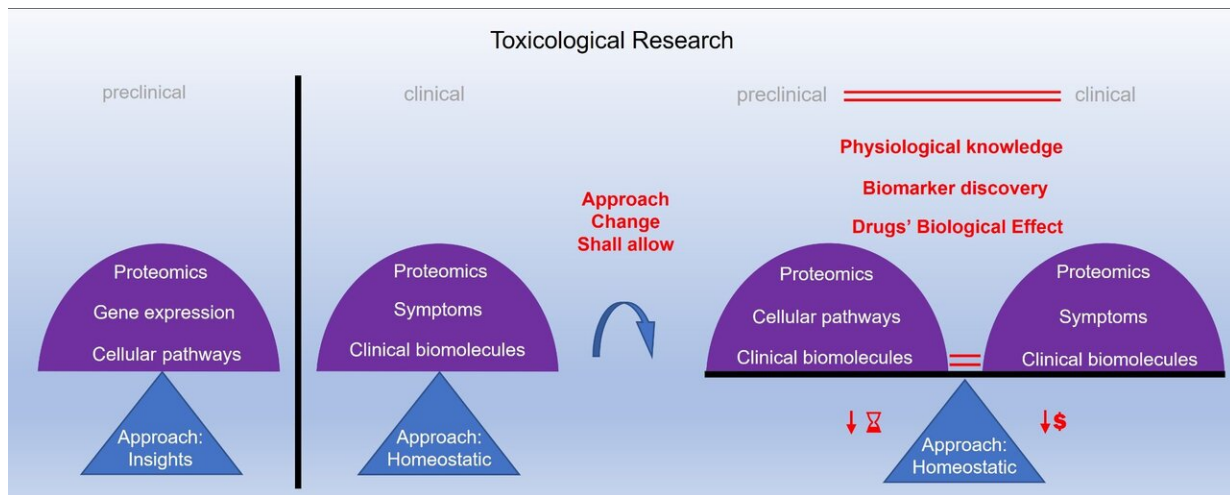 Toxicological Research
preclinical
clinical
preclinical
clinical
Physiological knowledge
Biomarker discovery
Drugs' Biological Effect
Approach
Change
Shall allow
Proteomics
Gene expression
Cellular pathways
Approach:
Insights
Proteomics
Symptoms
Clinical biomolecules
Approach:
Homeostatic
Proteomics
Cellular pathways
Clinical biomolecules
Proteomics
Symptoms
Clinical biomolecules
↓ ⌛
↓$
Approach:
Homeostatic